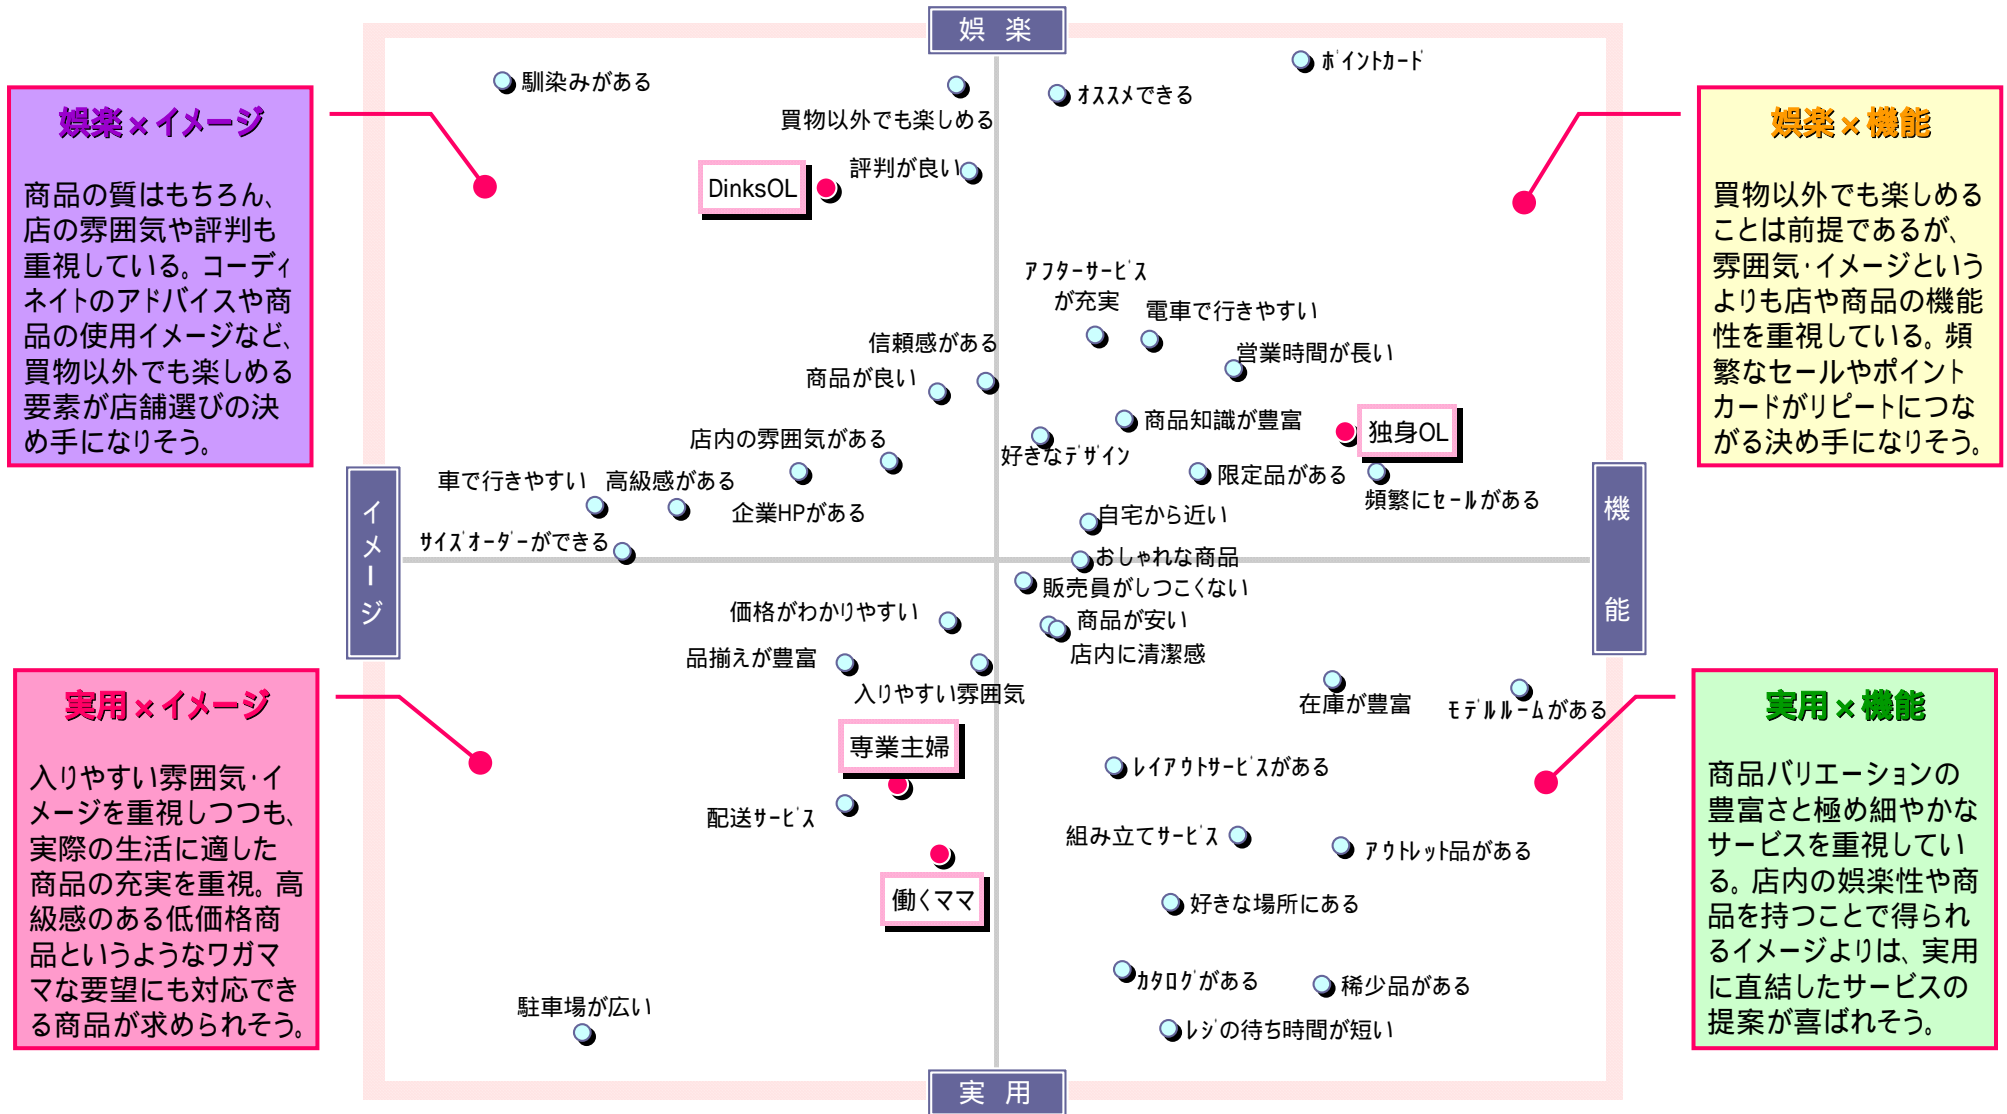 娯楽
ポイントカード
馴染みがある
オススメできる
買物以外でも楽しめる
評判が良い
DinksOL
娯楽×イメージ
商品の質はもちろん、
店の雰囲気や評判も
重視している。コーディ
ネイトのアドバイスや商
品の使用イメージなど、
買物以外でも楽しめる
要素が店舗選びの決
め手になりそう。
娯楽×機能
買物以外でも楽しめる
ことは前提であるが、
雰囲気・イメージという
よりも店や商品の機能
性を重視している。頻
繁なセールやポイント
カードがリピートにつな
がる決め手になりそう。
アフターサービス
が充実
電車で行きやすい
信頼感がある
営業時間が長い
商品が良い
商品知識が豊富
独身OL
店内の雰囲気がある
好きなデザイン
限定品がある
車で行きやすい
高級感がある
頻繁にセールがある
企業HPがある
自宅から近い
サイズオーダーができる
おしゃれな商品
イメージ
機能
販売員がしつこくない
価格がわかりやすい
商品が安い
店内に清潔感
品揃えが豊富
入りやすい雰囲気
在庫が豊富
モデルルームがある
専業主婦
レイアウトサービスがある
配送サービス
組み立てサービス
アウトレット品がある
働くママ
好きな場所にある
カタログがある
稀少品がある
駐車場が広い
レジの待ち時間が短い
実用×イメージ
入りやすい雰囲気・イ
メージを重視しつつも、
実際の生活に適した
商品の充実を重視。高
級感のある低価格商
品というようなワガマ
マな要望にも対応でき
る商品が求められそう。
実用×機能
商品バリエーションの
豊富さと極め細やかな
サービスを重視してい
る。店内の娯楽性や商
品を持つことで得られ
るイメージよりは、実用
に直結したサービスの
提案が喜ばれそう。
実用